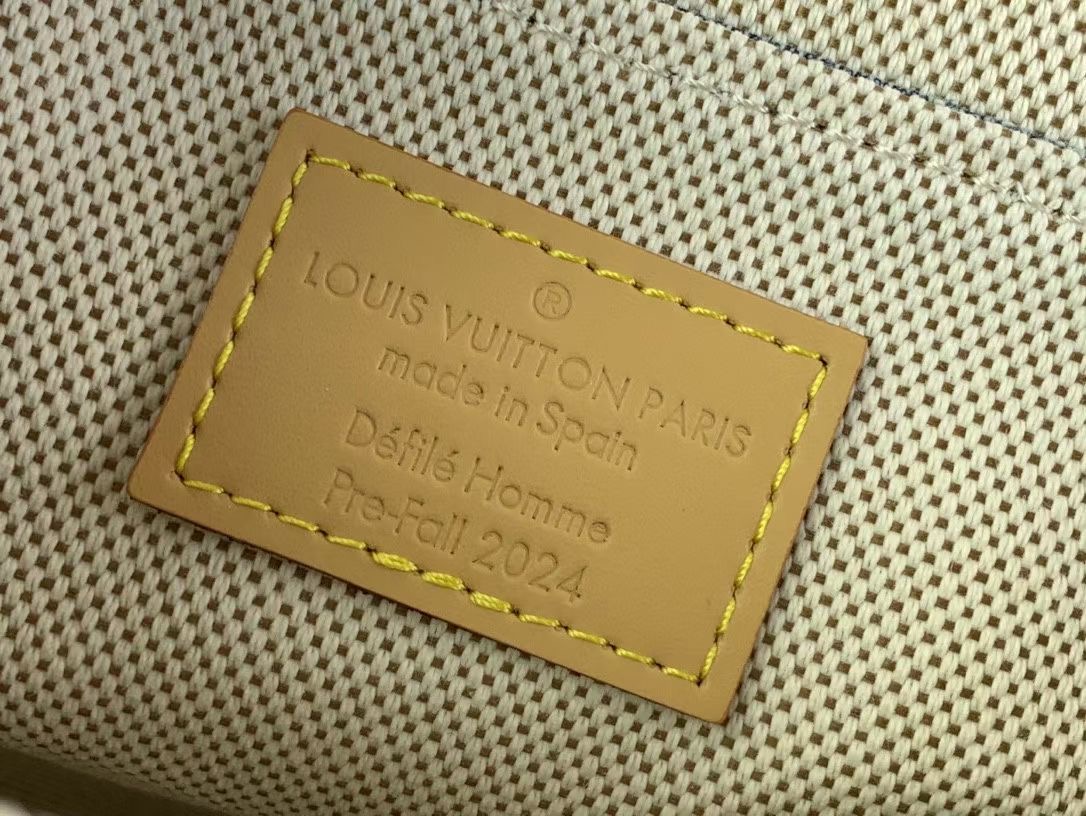 ®
LOUIS VUITTON PARIS
made in Spain
Défilé Homme
Pre-Fall 2024